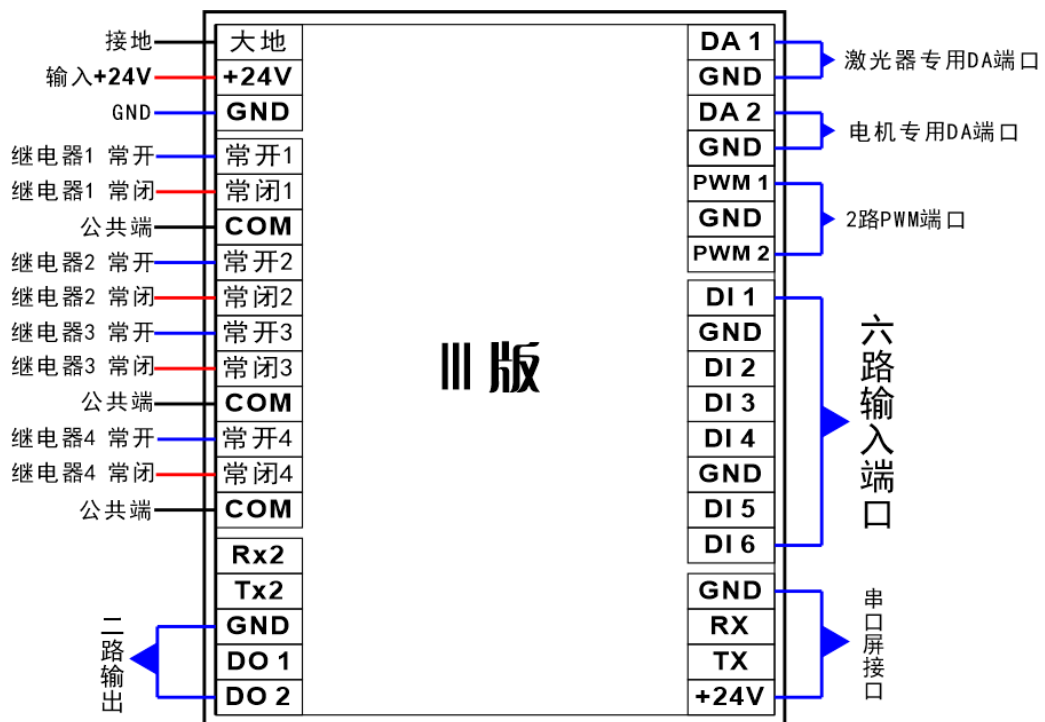 接地
大地
输入+24V
+24V
GND
GND
继电器1 常开
常开1
继电器1 常闭
常闭1
公共端
COM
继电器2 常开
常开2
继电器2 常闭
常闭2
继电器3 常开
常开3
继电器3 常闭
常闭3
公共端
COM
继电器4 常开
常开4
继电器4 常闭
常闭4
公共端
COM
Rx2
Tx2
GND
DO 1
DO 2
二路输出
III 版
DA 1
GND
激光器专用DA端口
DA 2
GND
电机专用DA端口
PWM 1
GND
PWM 2
2路PWM端口
DI 1
GND
DI 2
DI 3
DI 4
GND
DI 5
DI 6
六路输入端口
GND
RX
TX
+24V
串口屏接口